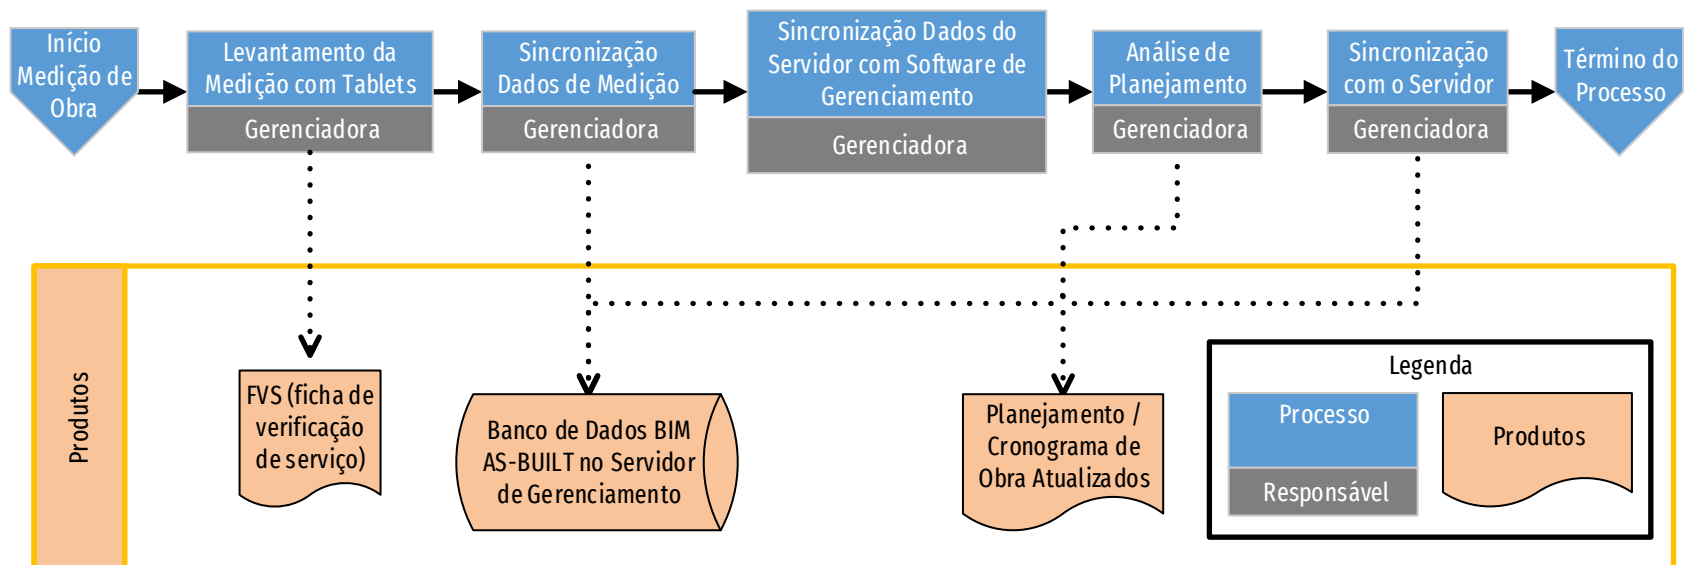 Início
Medição de
Obra
Levantamento da
Medição com Tablets
Gerenciadora
Sincronização
Dados de Medição
Gerenciadora
Sincronização Dados do
Servidor com Software de
Gerenciamento
Gerenciadora
Análise de
Planejamento
Gerenciadora
Sincronização
com o Servidor
Gerenciadora
Término do
Processo
Produtos
FVS (ficha de
verificação
de serviço)
Banco de Dados BIM
AS-BUILT no Servidor
de Gerenciamento
Planejamento /
Cronograma de
Obra Atualizados
Legenda
Processo
Responsável
Produtos